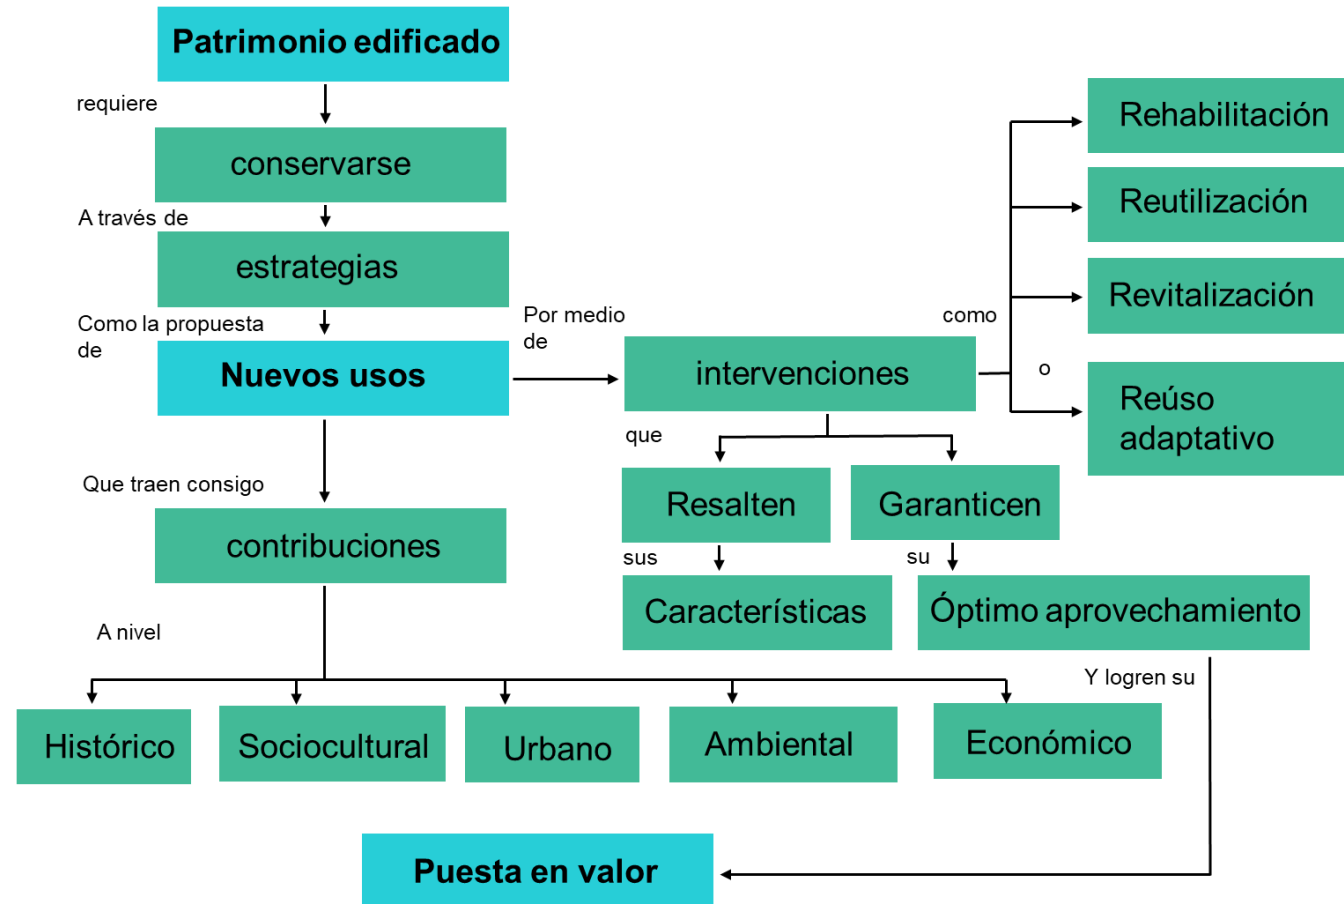 Patrimonio edificado
requiere
conservarse
A través de
estrategias
Como la propuesta
de
Nuevos usos
Por medio
de
intervenciones
como
o
Rehabilitación
Reutilización
Revitalización
Reúso
adaptativo
que
Resalten
Garanticen
sus
su
Características
Óptimo aprovechamiento
Y logren su
Que traen consigo
contribuciones
A nivel
Histórico
Sociocultural
Urbano
Ambiental
Económico
Puesta en valor